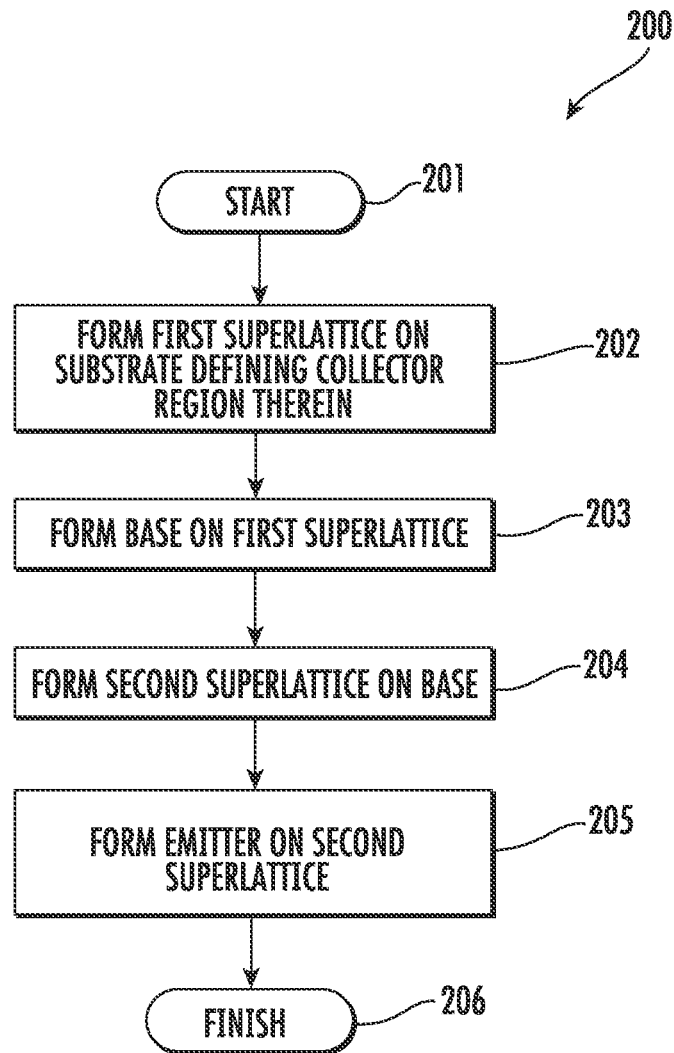 200
START
201
FORM FIRST SUPERLATTICE ON
SUBSTRATE DEFINING COLLECTOR
REGION THEREIN
202
FORM BASE ON FIRST SUPERLATTICE
203
FORM SECOND SUPERLATTICE ON BASE
204
FORM EMITTER ON SECOND
SUPERLATTICE
205
FINISH
206